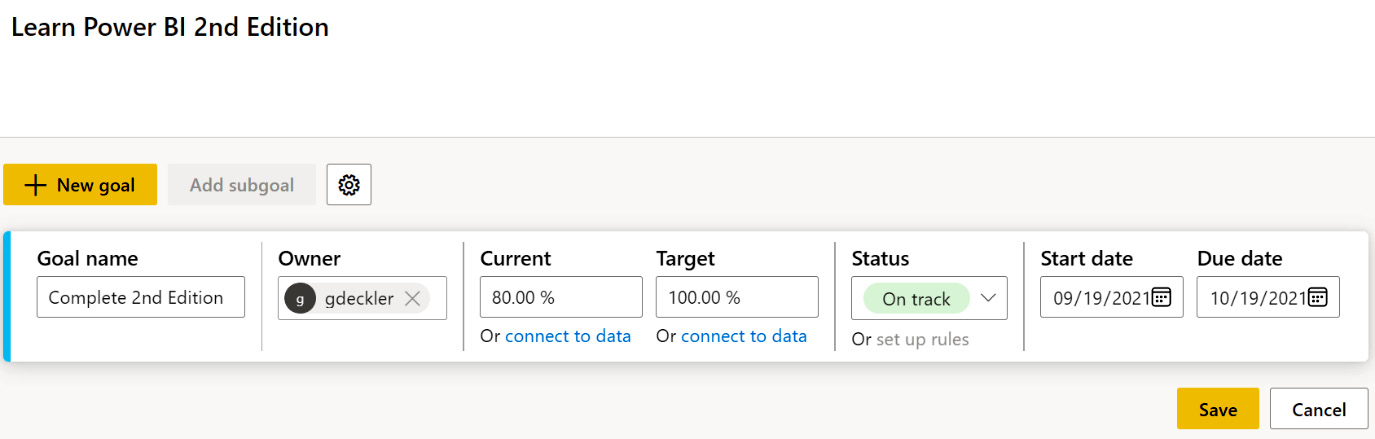 Learn Power BI 2nd Edition
+ New goal Add subgoal
Goal name Owner Current Target Status Start date Due date
Complete 2nd Edition g gdeckler 80.00 % 100.00 % On track 09/19/2021 10/19/2021
Or connect to data Or connect to data Or set up rules
Save Cancel